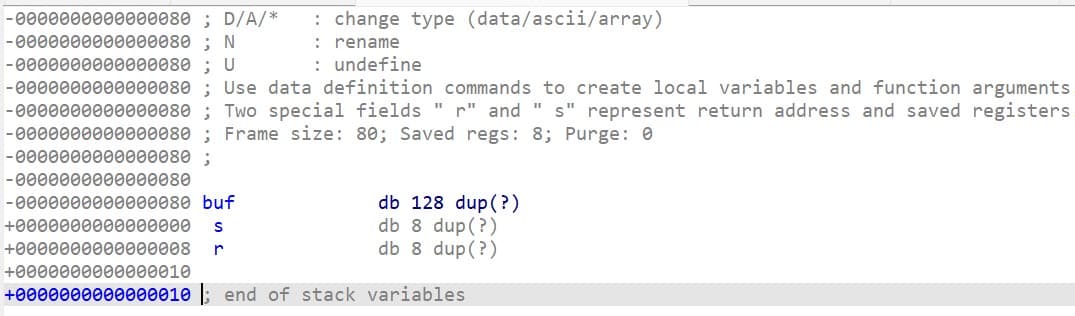 -0000000000000080 ; D/A/*   : change type (data/ascii/array)
-0000000000000080 ; N       : rename
-0000000000000080 ; U       : undefine
-0000000000000080 ; Use data definition commands to create local variables and function arguments
-0000000000000080 ; Two special fields " r" and " s" represent return address and saved registers
-0000000000000080 ; Frame size: 80; Saved regs: 8; Purge: 0
-0000000000000080 ;
-0000000000000080
-0000000000000080 buf             db 128 dup(?)
+0000000000000000  s              db 8 dup(?)
+0000000000000008  r              db 8 dup(?)
+0000000000000010
+0000000000000010 ; end of stack variables